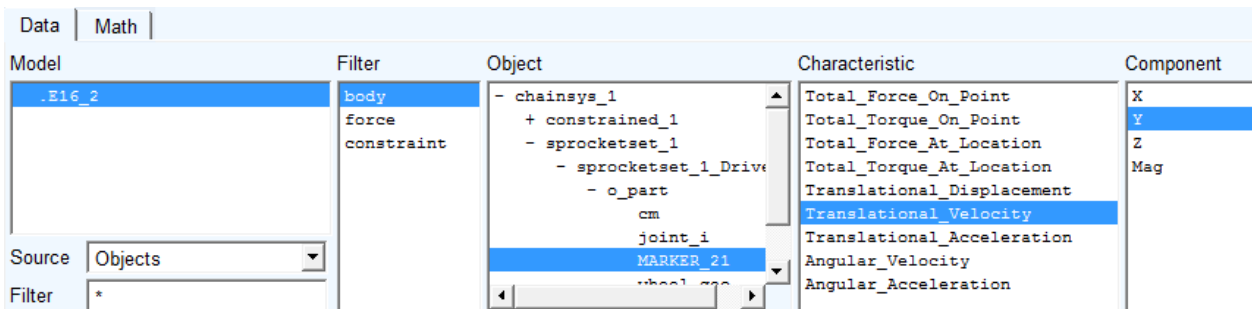 Data Math
Model Filter Object Characteristic Component
.E16_2
body
force
constraint
- chainsys_1
+ constrained_1
- sprocketset_1
- sprocketset_1_Drive
- o_part
cm
joint_i
MARKER_21
Total_Force_On_Point
Total_Torque_On_Point
Total_Force_At_Location
Total_Torque_At_Location
Translational_Displacement
Translational_Velocity
Translational_Acceleration
Angular_Velocity
Angular_Acceleration
X
Y
Z
Mag
Source Objects
Filter *